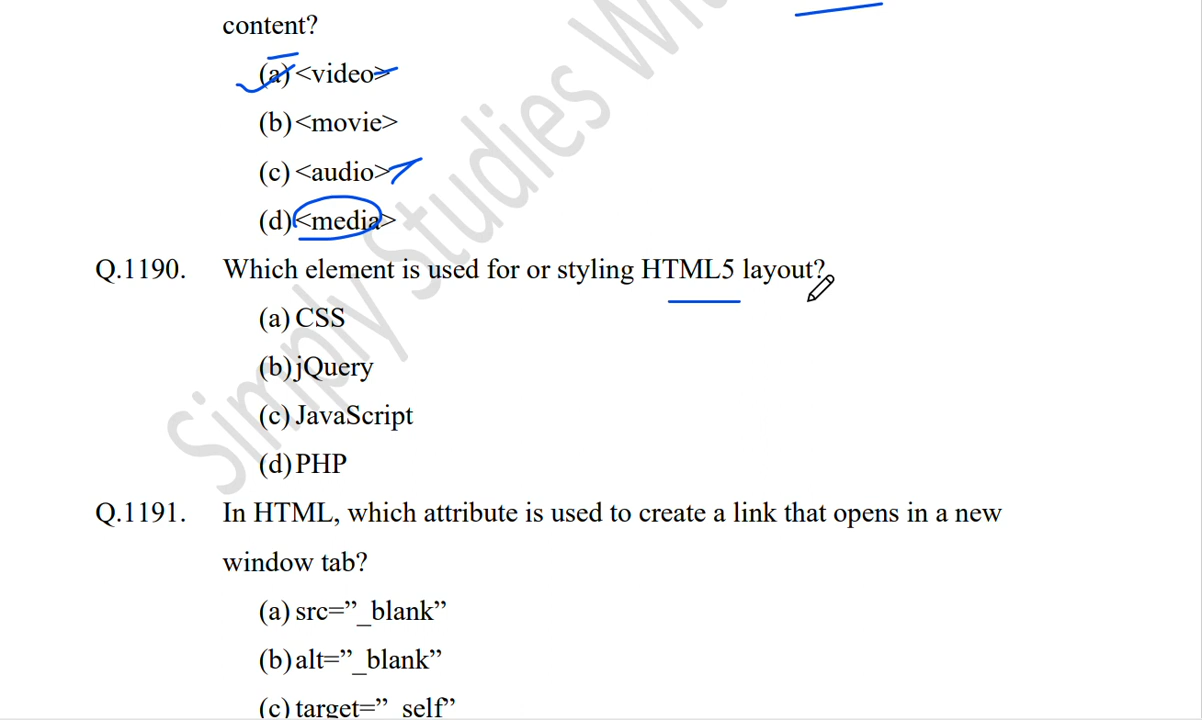 content?
(a) <video>
(b) <movie>
(c) <audio>
(d) <media>
Q.1190. Which element is used for or styling HTML5 layout?
(a) CSS
(b) jQuery
(c) JavaScript
(d) PHP
Q.1191. In HTML, which attribute is used to create a link that opens in a new
window tab?
(a) src=”_blank”
(b) alt=”_blank”
(c) target=”_self”
Simply Studies